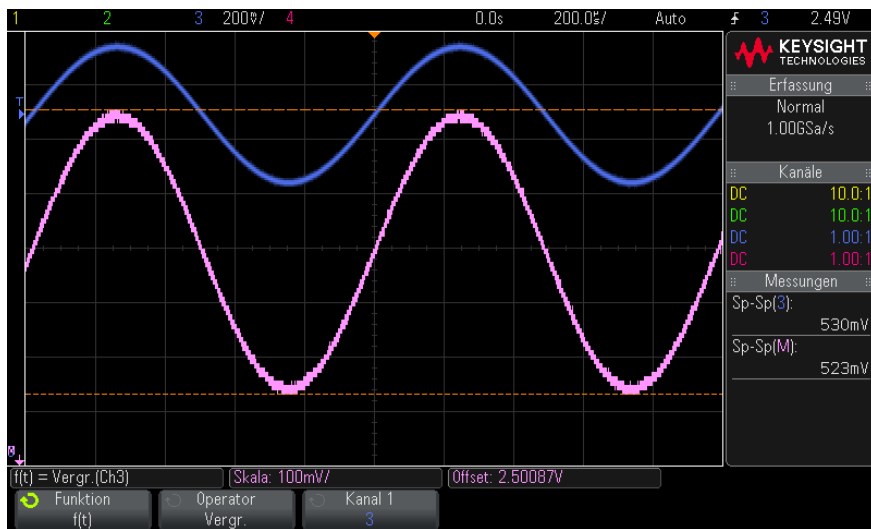 1 2 3 200m/ 4 0.0s 200.0s/ Auto 3 2.49V
KEYSIGHT
TECHNOLOGIES
Erfassung
Normal
1.00GSa/s
Kanäle
DC 10.0:1
DC 10.0:1
DC 1.00:1
DC 1.00:1
Messungen
Sp-Sp(3):
530mV
Sp-Sp(M):
523mV
T
M
f(t) = Vergr.(Ch3) Skala: 100mV/ Offset: 2.50087V
Funktion
f(t)
Operator
Vergr.
Kanal 1
3